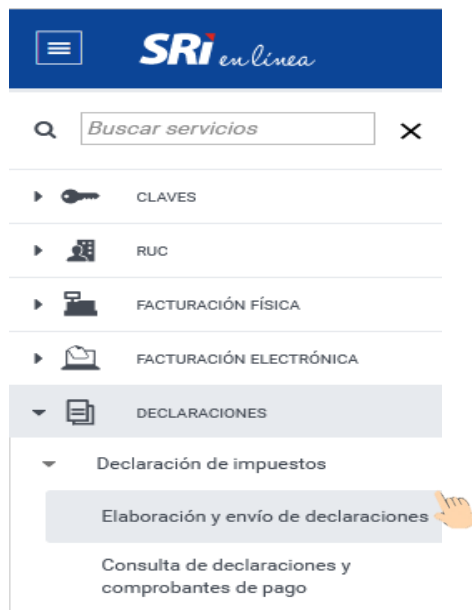 SRi en línea
Buscar servicios
CLAVES
RUC
FACTURACIÓN FÍSICA
FACTURACIÓN ELECTRÓNICA
DECLARACIONES
Declaración de impuestos
Elaboración y envío de declaraciones
Consulta de declaraciones y
comprobantes de pago